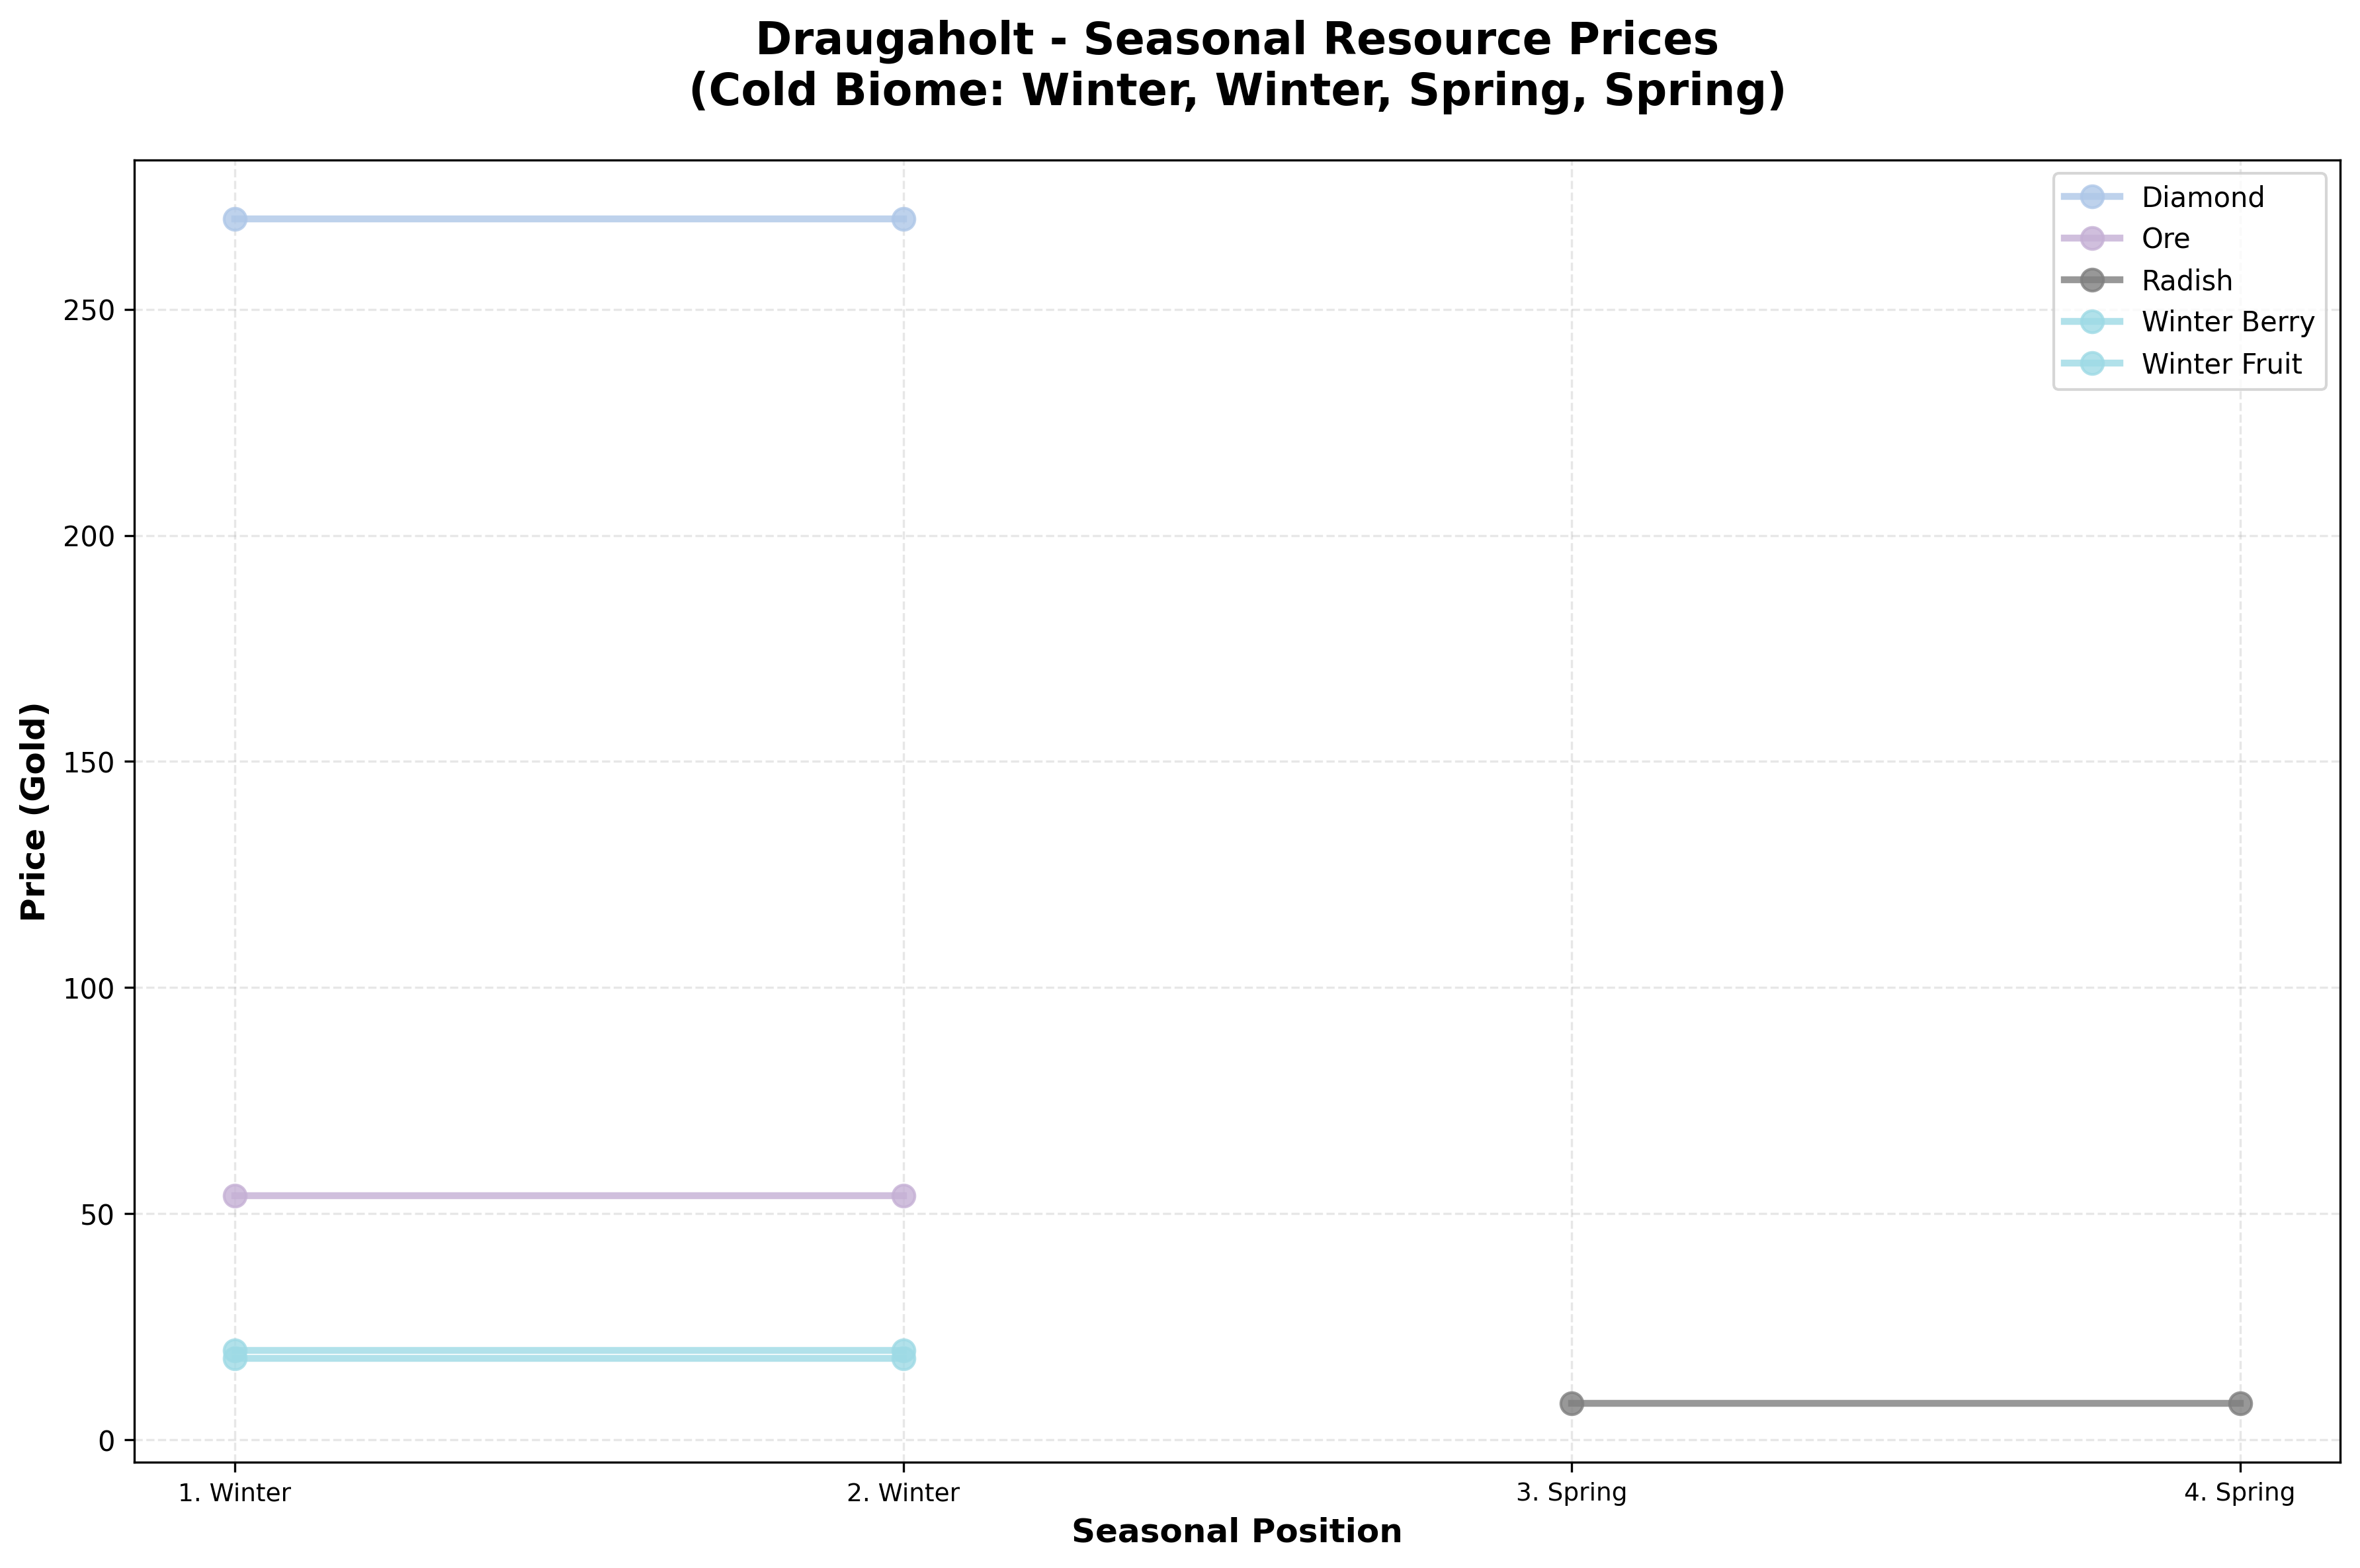 Draugaholt - Seasonal Resource Prices
(Cold Biome: Winter, Winter, Spring, Spring)
Diamond
Ore
Radish
Winter Berry
Winter Fruit
Price (Gold)
250
200
150
100
50
0
1. Winter
2. Winter
3. Spring
4. Spring
Seasonal Position